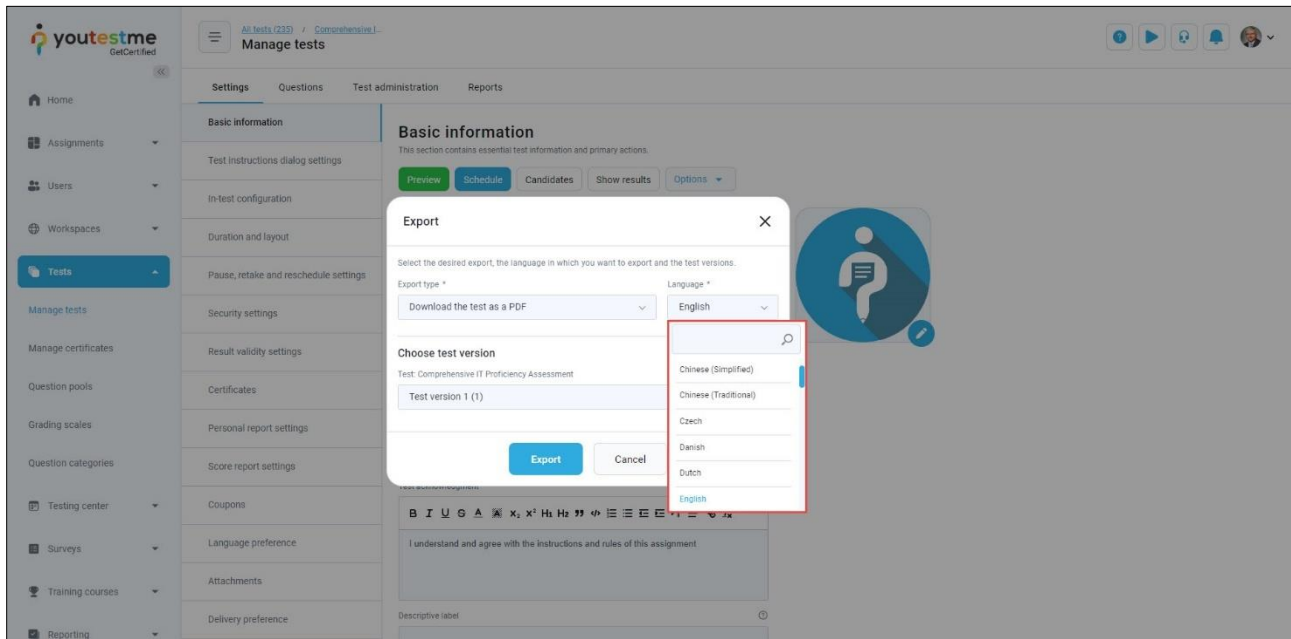 youtestme
GetCertified
All tests (235) / Comprehensive I...
Manage tests
Home
Assignments
Users
Workspaces
Tests
Manage tests
Manage certificates
Question pools
Grading scales
Question categories
Testing center
Surveys
Training courses
Reporting
Settings
Questions
Test administration
Reports
Basic information
Test instructions dialog settings
In-test configuration
Duration and layout
Pause, retake and reschedule settings
Security settings
Result validity settings
Certificates
Personal report settings
Score report settings
Coupons
Language preference
Attachments
Delivery preference
Basic information
This section contains essential test information and primary actions.
Preview
Schedule
Candidates
Show results
Options
Export
Select the desired export, the language in which you want to export and the test versions.
Export type *
Language *
Download the test as a PDF
English
Choose test version
Test: Comprehensive IT Proficiency Assessment
Test version 1 (1)
Export
Cancel
Chinese (Simplified)
Chinese (Traditional)
Czech
Danish
Dutch
English
B I U S A X₂ X² H₁ H₂
I understand and agree with the instructions and rules of this assignment
Descriptive label